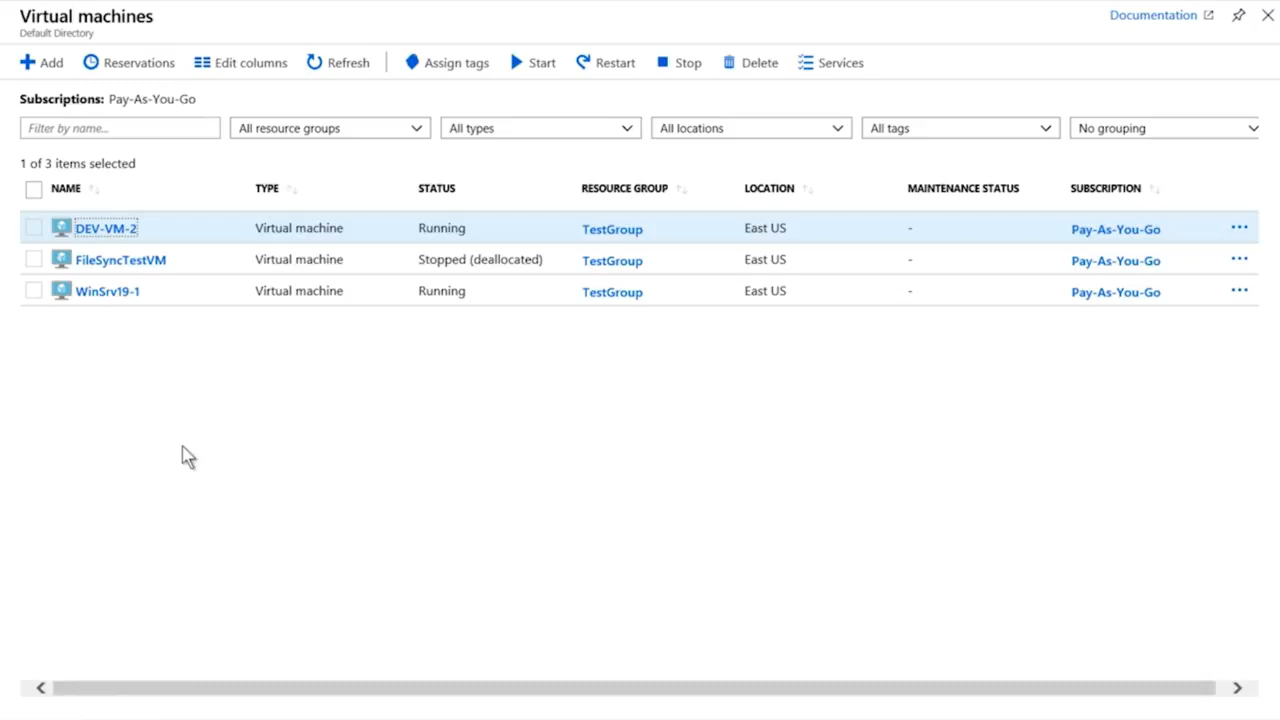 Virtual machines
Default Directory
Documentation
Add Reservations Edit columns Refresh Assign tags Start Restart Stop Delete Services
Subscriptions: Pay-As-You-Go
Filter by name... All resource groups All types All locations All tags No grouping
1 of 3 items selected
NAME TYPE STATUS RESOURCE GROUP LOCATION MAINTENANCE STATUS SUBSCRIPTION
DEV-VM-2 Virtual machine Running TestGroup East US - Pay-As-You-Go
FileSyncTestVM Virtual machine Stopped (deallocated) TestGroup East US - Pay-As-You-Go
WinSrv19-1 Virtual machine Running TestGroup East US - Pay-As-You-Go